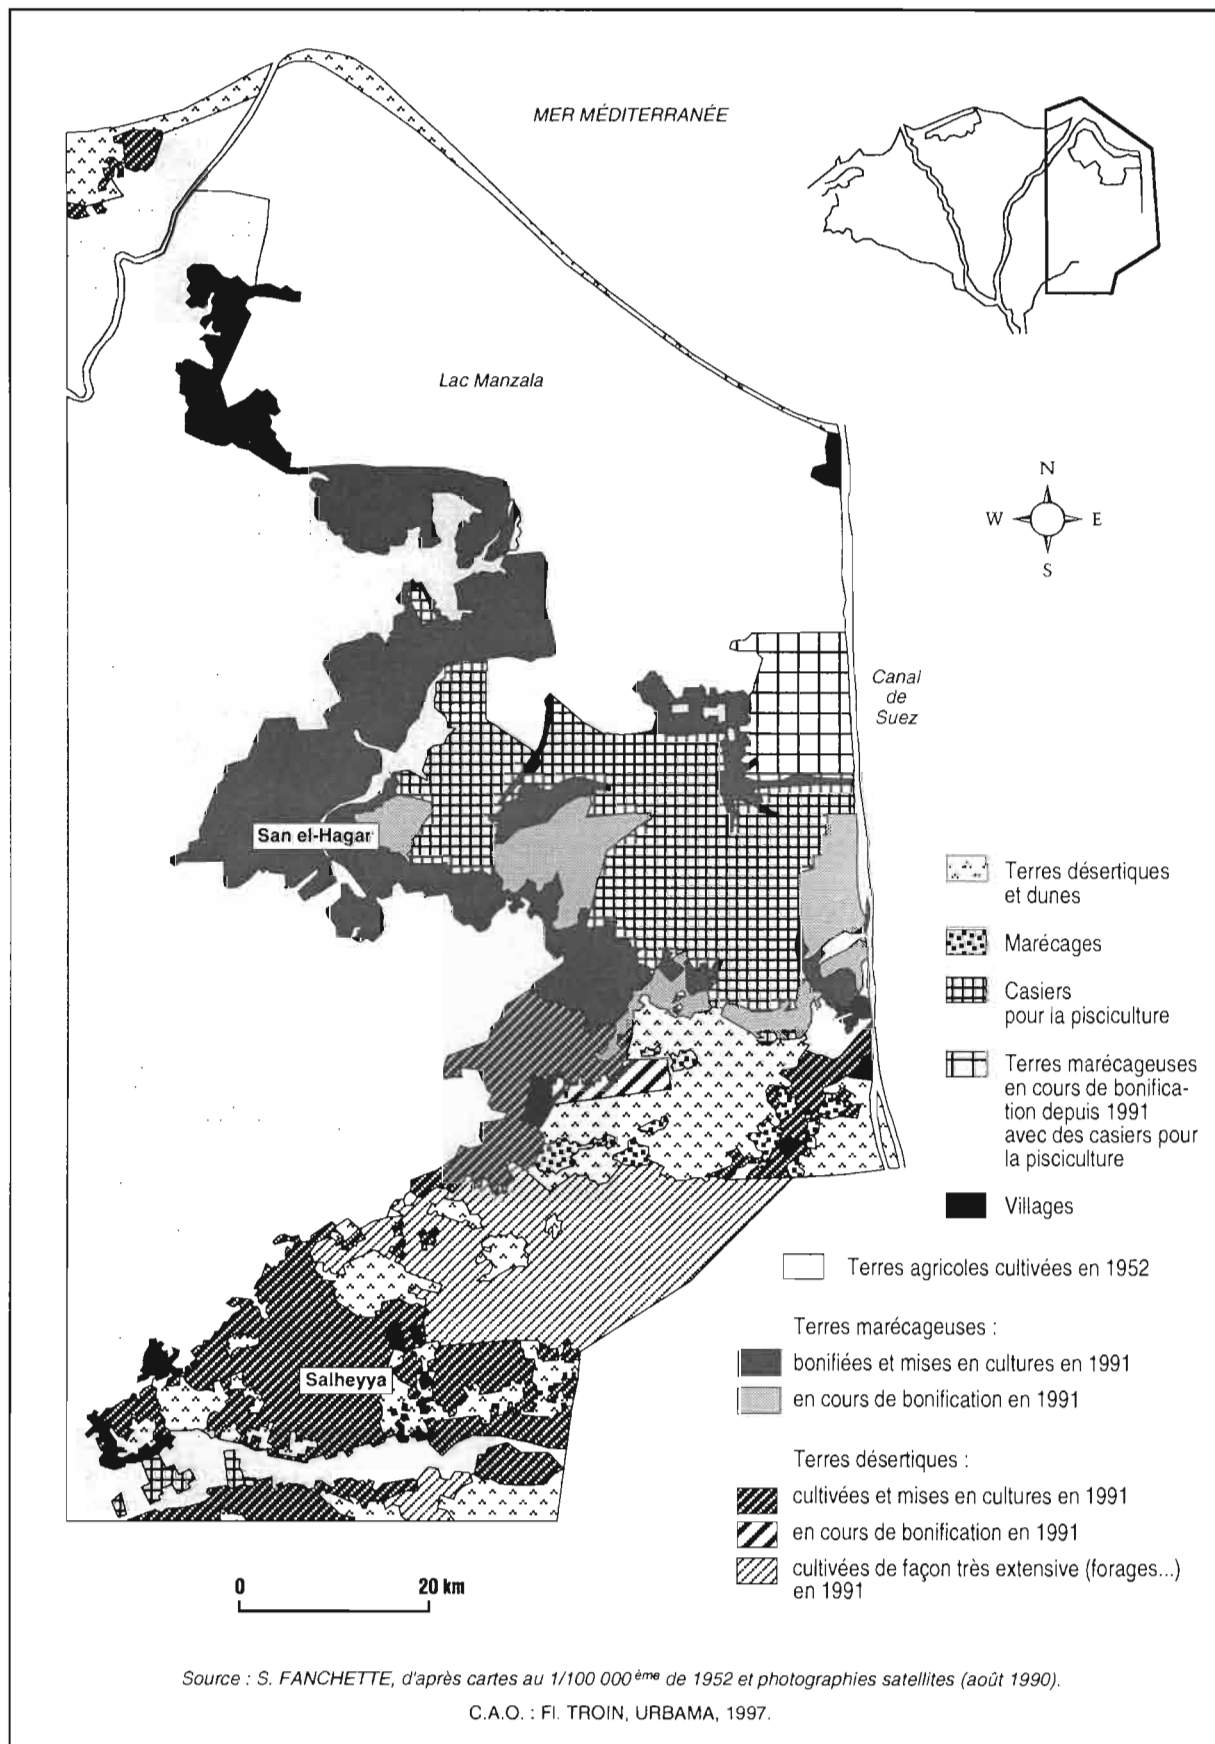 MER MÉDITERRANÉE
Lac Manzala
N
W E
S
Canal
de
Suez
San el-Hagar
Salheyya
Terres désertiques
et dunes
Marécages
Casiers
pour la pisciculture
Terres marécageuses
en cours de bonifica-
tion depuis 1991
avec des casiers pour
la pisciculture
Villages
Terres agricoles cultivées en 1952
Terres marécageuses :
bonifiées et mises en cultures en 1991
en cours de bonification en 1991
Terres désertiques :
cultivées et mises en cultures en 1991
en cours de bonification en 1991
cultivées de façon très extensive (forages...)
en 1991
0 20 km
Source : S. FANCHETTE, d'après cartes au 1/100 000ème de 1952 et photographies satellites (août 1990).
C.A.O. : Fl. TROIN, URBAMA, 1997.